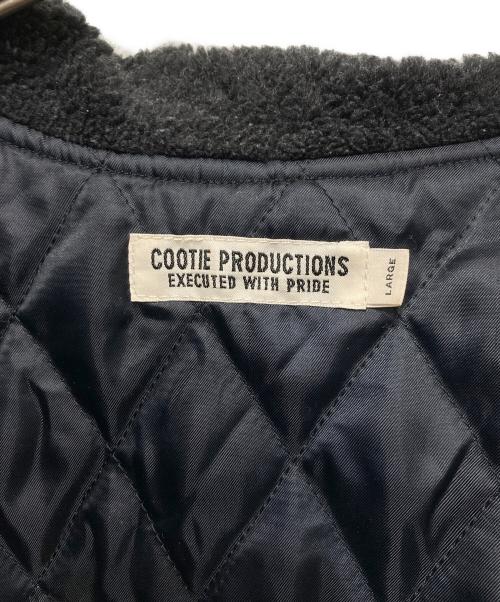 COOTIE PRODUCTIONS
EXECUTED WITH PRIDE
LARGE